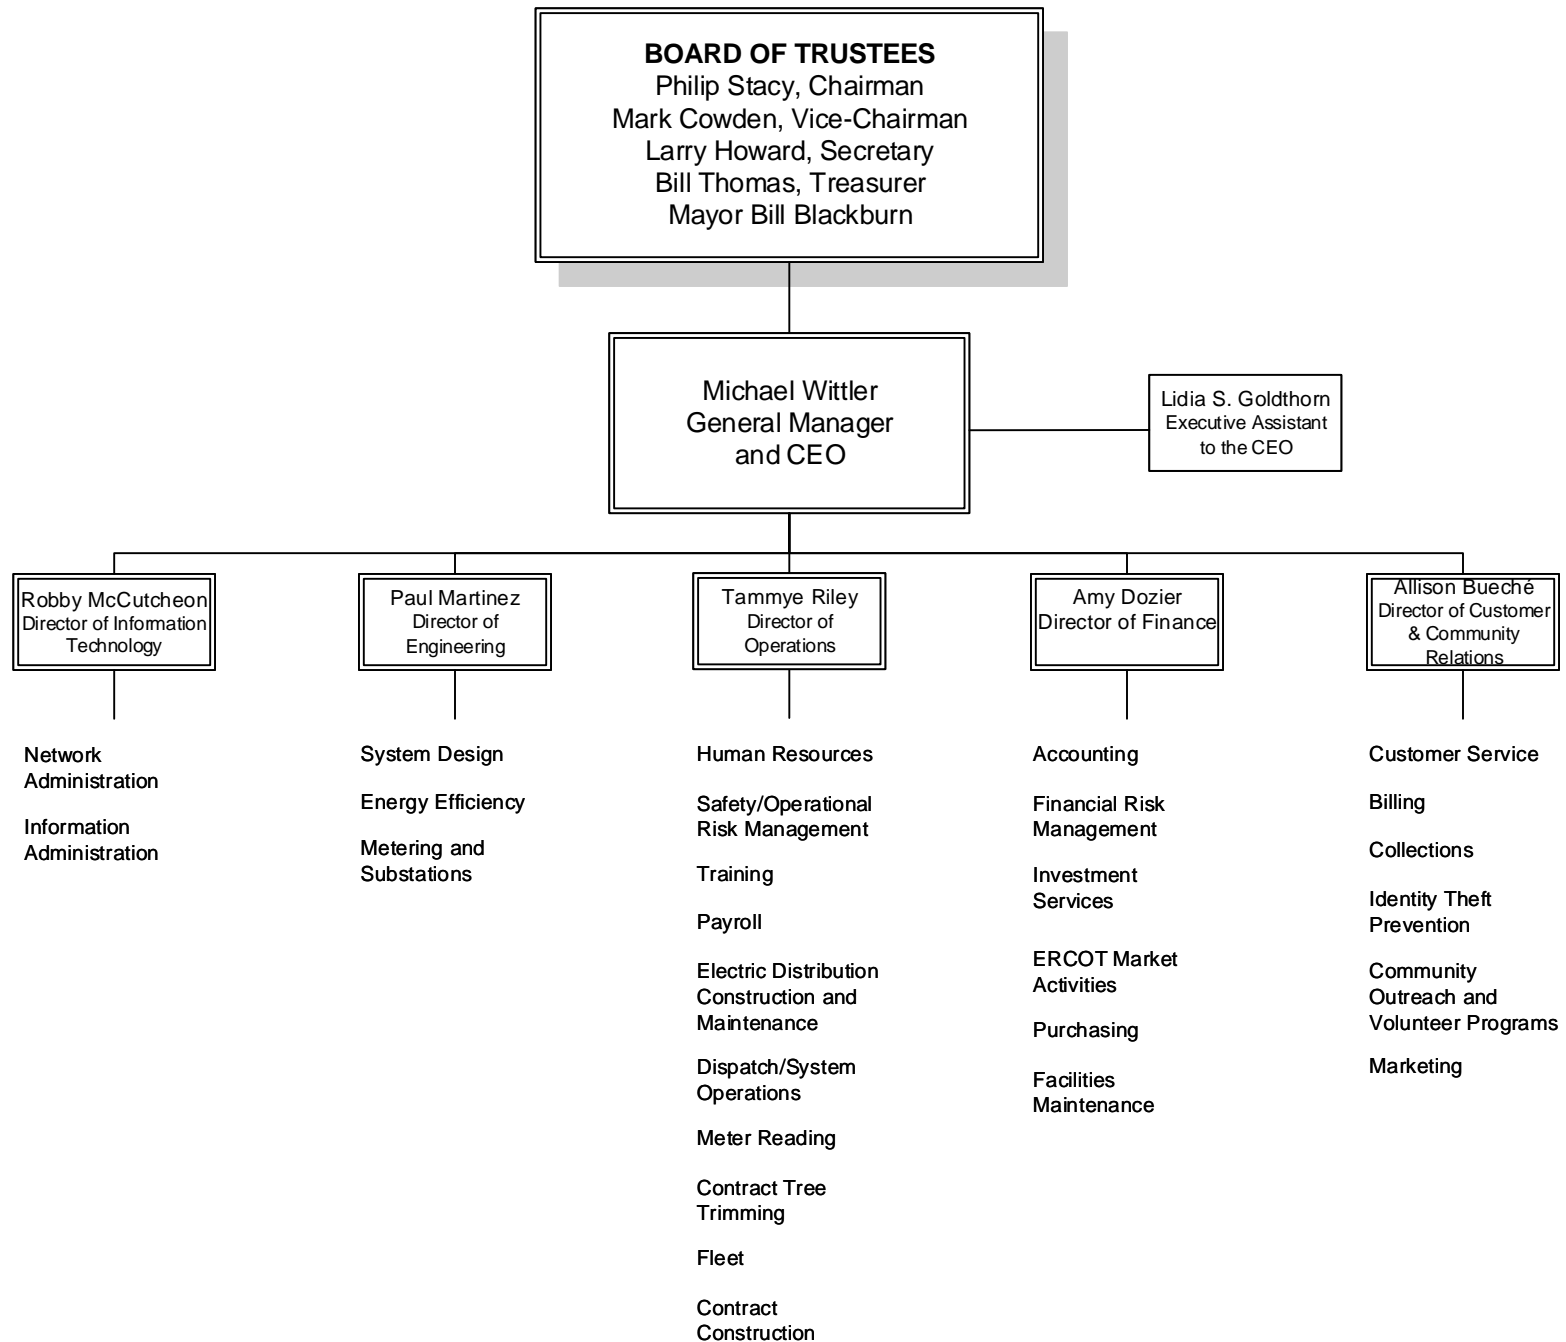 BOARD OF TRUSTEES
Philip Stacy, Chairman
Mark Cowden, Vice-Chairman
Larry Howard, Secretary
Bill Thomas, Treasurer
Mayor Bill Blackburn
Michael Wittler
General Manager
and CEO
Lidia S. Goldthorn
Executive Assistant
to the CEO
Robby McCutcheon
Director of Information
Technology
Paul Martinez
Director of
Engineering
Tammye Riley
Director of
Operations
Amy Dozier
Director of Finance
Allison Bueché
Director of Customer
& Community
Relations
Network
Administration
Information
Administration
System Design
Energy Efficiency
Metering and
Substations
Human Resources
Safety/Operational
Risk Management
Training
Payroll
Electric Distribution
Construction and
Maintenance
Dispatch/System
Operations
Meter Reading
Contract Tree
Trimming
Fleet
Contract
Construction
Accounting
Financial Risk
Management
Investment
Services
ERCOT Market
Activities
Purchasing
Facilities
Maintenance
Customer Service
Billing
Collections
Identity Theft
Prevention
Community
Outreach and
Volunteer Programs
Marketing